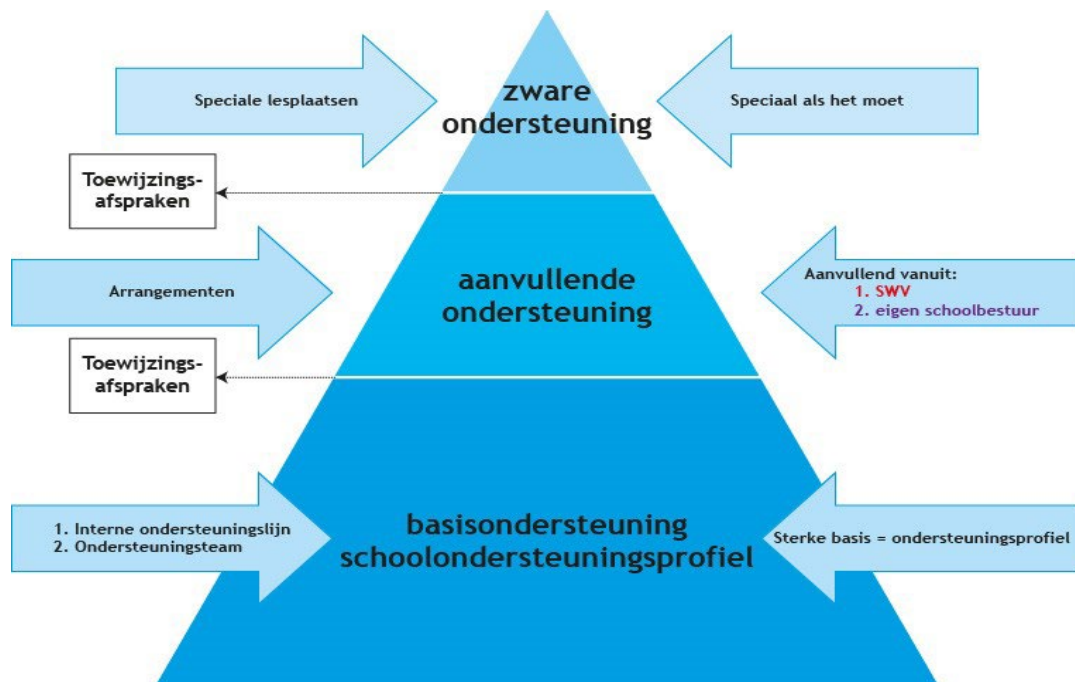 zware
ondersteuning
Speciale lesplaatsen
Speciaal als het moet
Toewijzings-
afspraken
aanvullende
ondersteuning
Arrangementen
Aanvullend vanuit:
1. SWV
2. eigen schoolbestuur
Toewijzings-
afspraken
basisondersteuning
schoolondersteuningsprofiel
1. Interne ondersteuningslijn
2. Ondersteuningsteam
Sterke basis = ondersteuningsprofiel